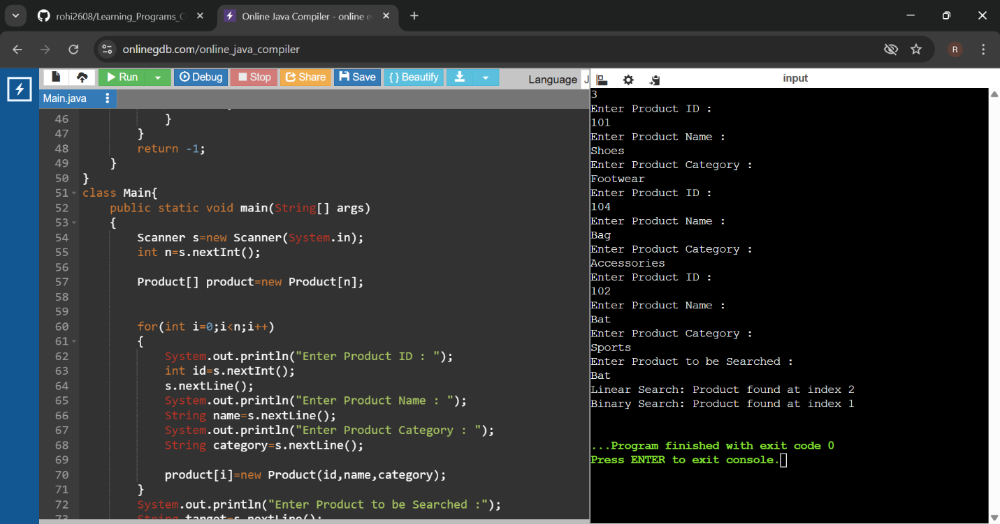 rohi2608/Learning_Programs_C
Online Java Compiler - online e
onlinegdb.com/online_java_compiler
R
Run
Debug
Stop
Share
Save
{ } Beautify
Language
J
input
Main.java
46 }
47 }
48 return -1;
49 }
50 }
51 class Main{
52 public static void main(String[] args)
53 {
54 Scanner s=new Scanner(System.in);
55 int n=s.nextInt();
56
57 Product[] product=new Product[n];
58
59
60 for(int i=0;i<n;i++)
61 {
62 System.out.println("Enter Product ID : ");
63 int id=s.nextInt();
64 s.nextLine();
65 System.out.println("Enter Product Name : ");
66 String name=s.nextLine();
67 System.out.println("Enter Product Category : ");
68 String category=s.nextLine();
69
70 product[i]=new Product(id,name,category);
71 }
72 System.out.println("Enter Product to be Searched :");
73 String target=s.nextLine();
3
Enter Product ID :
101
Enter Product Name :
Shoes
Enter Product Category :
Footwear
Enter Product ID :
104
Enter Product Name :
Bag
Enter Product Category :
Accessories
Enter Product ID :
102
Enter Product Name :
Bat
Enter Product Category :
Sports
Enter Product to be Searched :
Bat
Linear Search: Product found at index 2
Binary Search: Product found at index 1
...Program finished with exit code 0
Press ENTER to exit console.